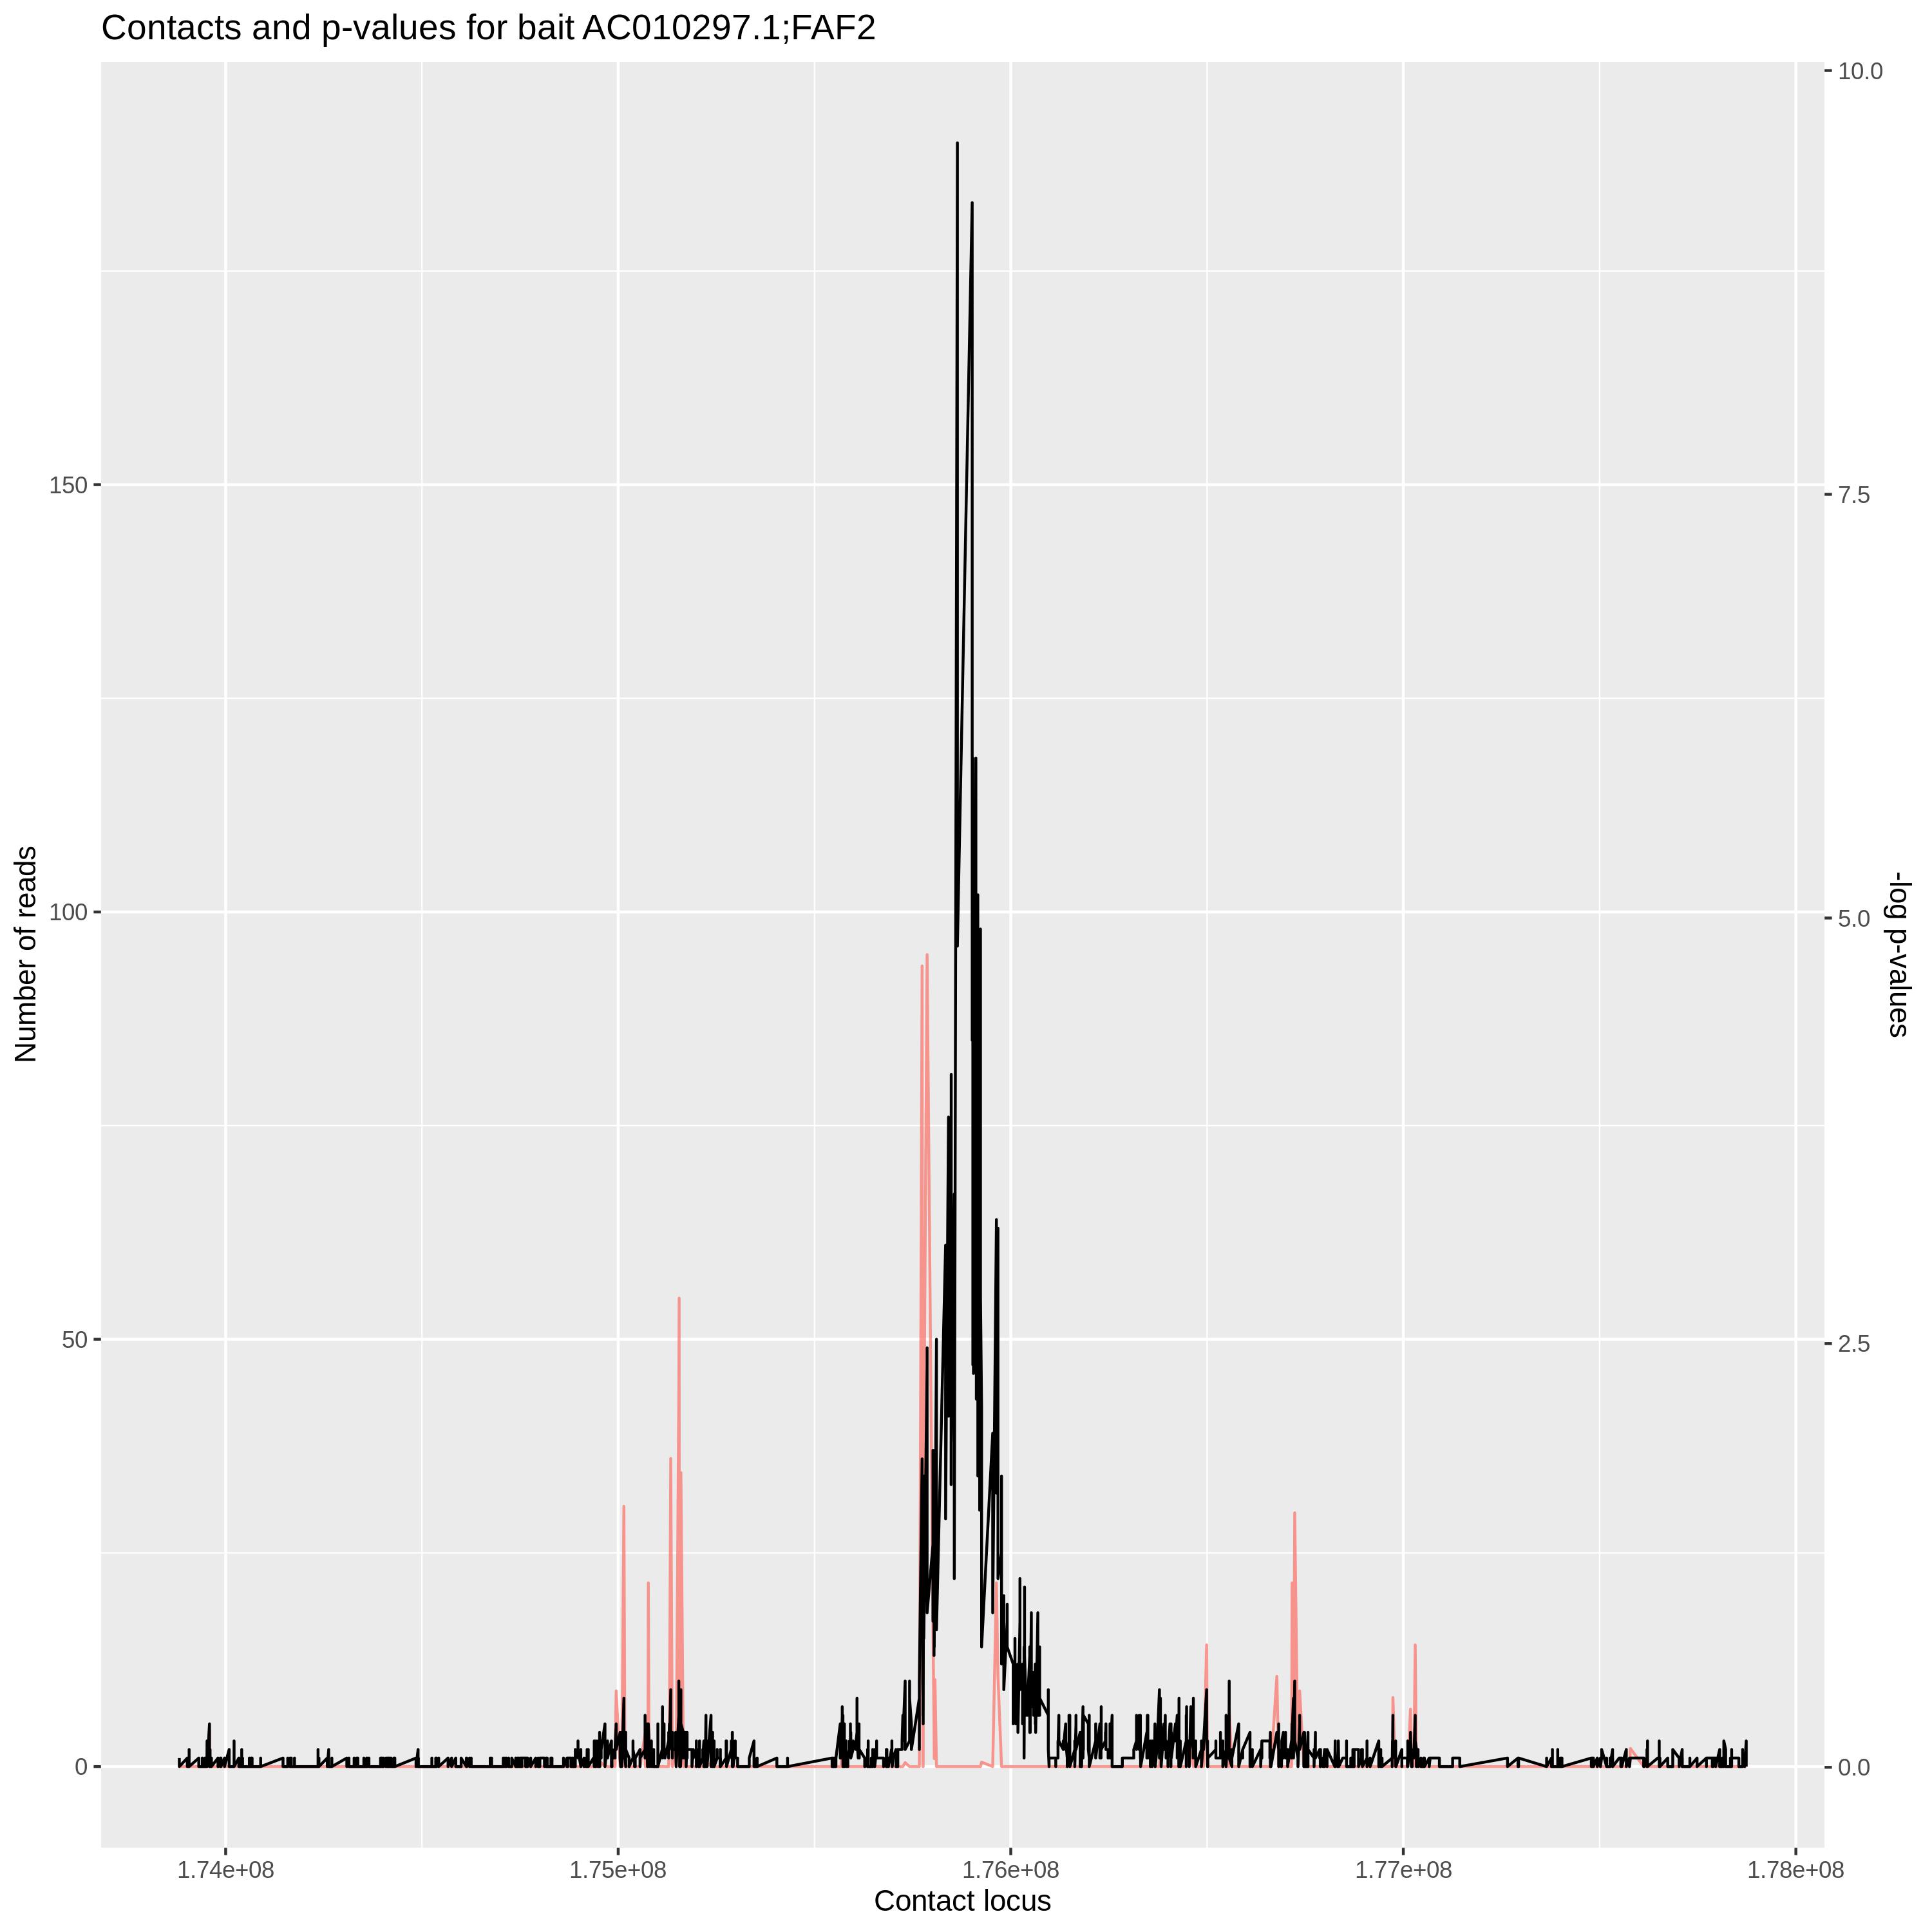 Contacts and p-values for bait AC010297.1;FAF2
10.0
150
7.5
Number of reads
100
5.0
-log p-values
50
2.5
0
0.0
1.74e+08 1.75e+08 1.76e+08 1.77e+08 1.78e+08
Contact locus